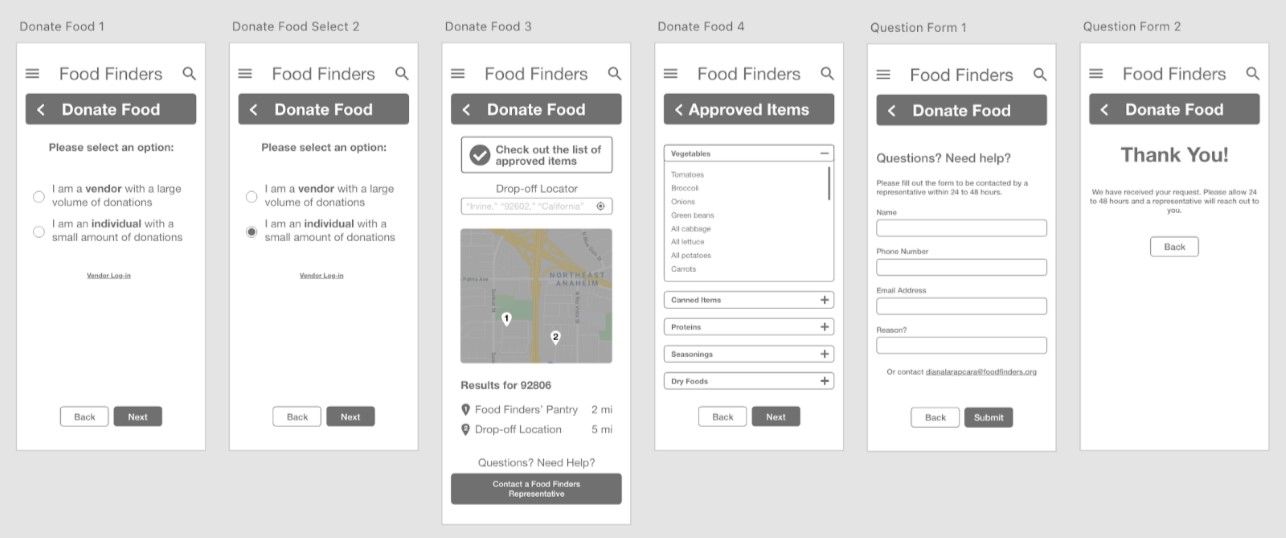 Donate Food 1
Food Finders
Donate Food
Please select an option:
I am a vendor with a large
volume of donations
I am an individual with a
small amount of donations
Vendor Log-in
Back
Next
Donate Food Select 2
Food Finders
Donate Food
Please select an option:
I am a vendor with a large
volume of donations
I am an individual with a
small amount of donations
Vendor Log-in
Back
Next
Donate Food 3
Food Finders
Donate Food
Check out the list of
approved items
Drop-off Locator
"Irvine," "92602," "California"
NORTHEAST
ANAHEIM
1
2
Results for 92806
Food Finders' Pantry 2 mi
Drop-off Location 5 mi
Questions? Need Help?
Contact a Food Finders
Representative
Donate Food 4
Food Finders
Approved Items
Vegetables
Tomatoes
Broccoli
Onions
Green beans
All cabbage
All lettuce
All potatoes
Carrots
Canned Items
Proteins
Seasonings
Dry Foods
Back
Next
Question Form 1
Food Finders
Donate Food
Questions? Need help?
Please fill out the form to be contacted by a
representative within 24 to 48 hours.
Name
Phone Number
Email Address
Reason?
Or contact dianalarapcara@foodfinders.org
Back
Submit
Question Form 2
Food Finders
Donate Food
Thank You!
We have received your request. Please allow 24
to 48 hours and a representative will reach out to
you.
Back